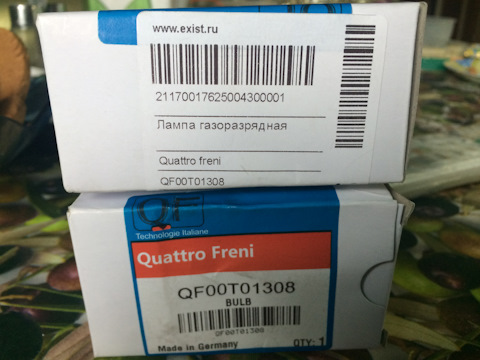 www.exist.ru
21170017625004300001
Лампа газоразрядная
Quattro freni
QF00T01308
QF
Technologie Italiane
Quattro Freni
QF00T01308
BULB
QF00T01308
Made in Germany QTY: 1